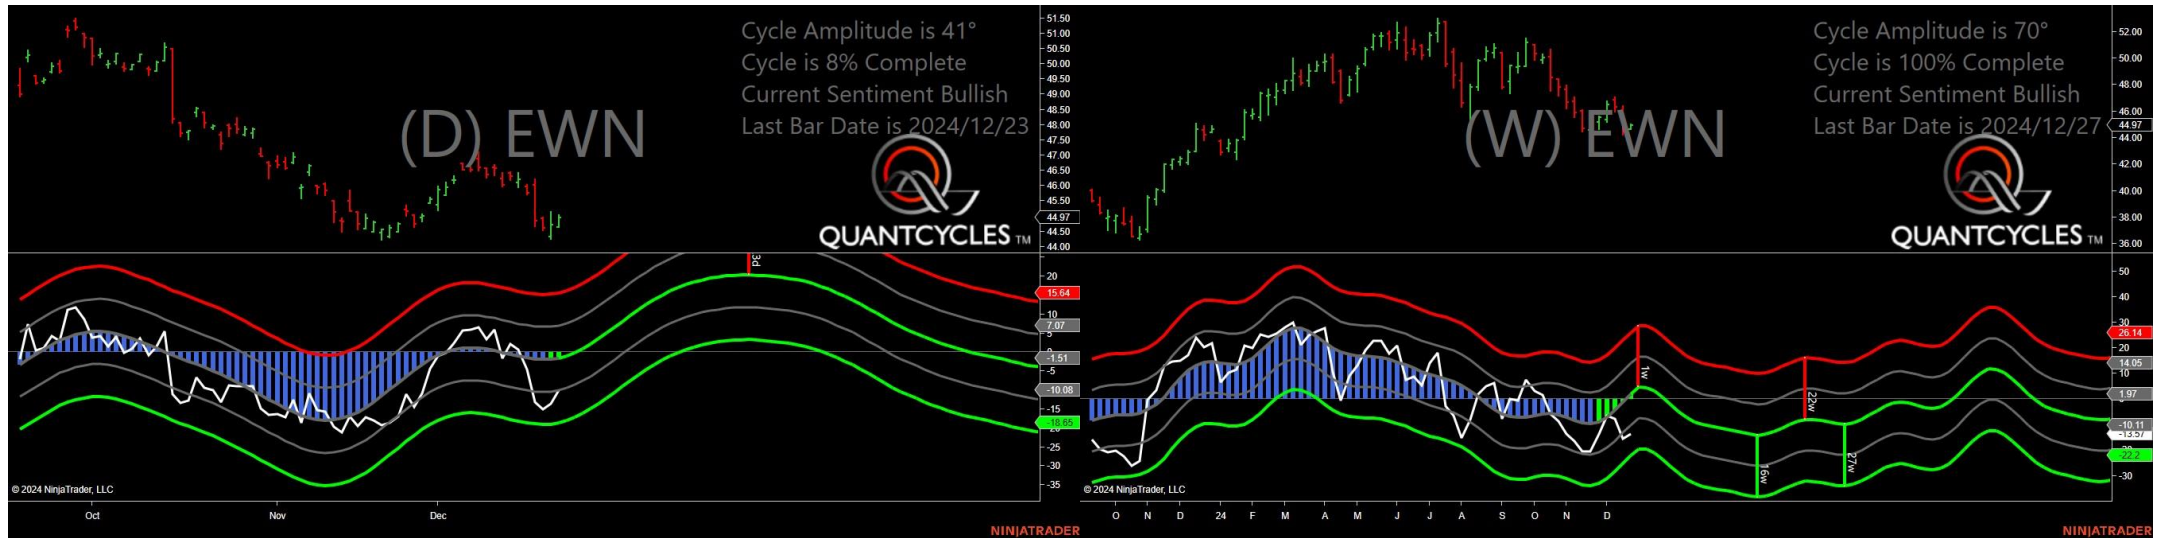 Cycle Amplitude is 41°
Cycle is 8% Complete
Current Sentiment Bullish
Last Bar Date is 2024/12/23
(D) EWN
QUANTCYCLES TM
51.50
51.00
50.50
50.00
49.50
49.00
48.50
48.00
47.50
47.00
46.50
46.00
45.50
44.97
44.50
44.00
3d
20
15.64
10
7.07
5
-1.51
-5
-10.08
-15
-18.65
-25
-30
-35
© 2024 NinjaTrader, LLC
Oct Nov Dec
NINJATRADER
Cycle Amplitude is 70°
Cycle is 100% Complete
Current Sentiment Bullish
Last Bar Date is 2024/12/27
(W) EWN
QUANTCYCLES TM
52.00
50.00
48.00
46.00
44.97
44.00
42.00
40.00
38.00
36.00
1w
22w
16w
27w
50
40
30
26.14
20
14.05
10
1.97
-10.11
-13.57
-22.2
-30
© 2024 NinjaTrader, LLC
O N D 24 F M A M J J A S O N D
NINJATRADER